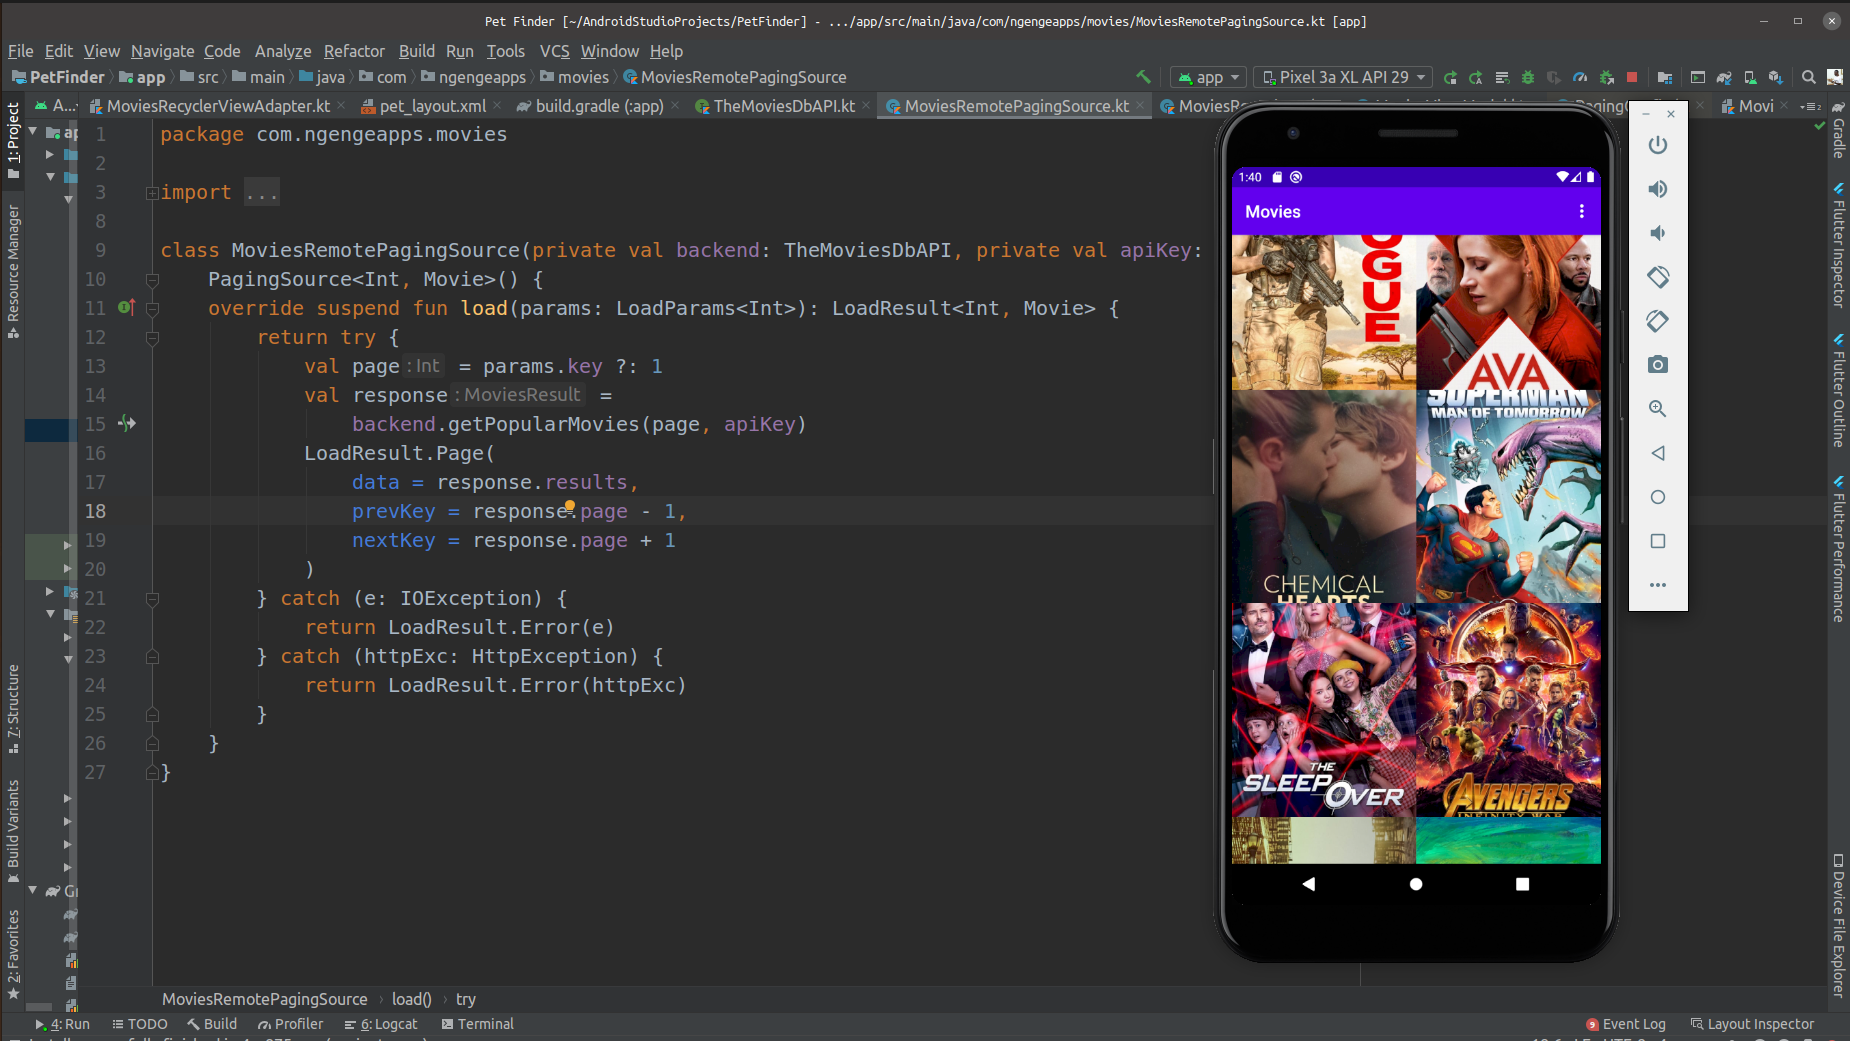 Pet Finder [~/AndroidStudioProjects/PetFinder] - .../app/src/main/java/com/ngengeapps/movies/MoviesRemotePagingSource.kt [app]
File Edit View Navigate Code Analyze Refactor Build Run Tools VCS Window Help
PetFinder app src main java com ngengeapps movies MoviesRemotePagingSource
app Pixel 3a XL API 29
A... MoviesRecyclerViewAdapter.kt pet_layout.xml build.gradle (:app) TheMoviesDbAPI.kt MoviesRemotePagingSource.kt Movi
1: Project
Resource Manager
7: Structure
Build Variants
2: Favorites
ap
Gr
1 package com.ngengeapps.movies
2
3 import ...
8
9 class MoviesRemotePagingSource(private val backend: TheMoviesDbAPI, private val apiKey:
10 PagingSource<Int, Movie>() {
11 override suspend fun load(params: LoadParams<Int>): LoadResult<Int, Movie> {
12 return try {
13 val page : Int = params.key ?: 1
14 val response : MoviesResult =
15 backend.getPopularMovies(page, apiKey)
16 LoadResult.Page(
17 data = response.results,
18 prevKey = response.page - 1,
19 nextKey = response.page + 1
20 )
21 } catch (e: IOException) {
22 return LoadResult.Error(e)
23 } catch (httpExc: HttpException) {
24 return LoadResult.Error(httpExc)
25 }
26 }
27 }
1:40
Movies
OGUE
AVA
SUPERMAN
MAN OF TOMORROW
CHEMICAL
HEARTS
THE
SLEEPOVER
AVENGERS
INFINITY WAR
Gradle
Flutter Inspector
Flutter Outline
Flutter Performance
Device File Explorer
MoviesRemotePagingSource load() try
4: Run TODO Build Profiler 6: Logcat Terminal
9 Event Log Layout Inspector